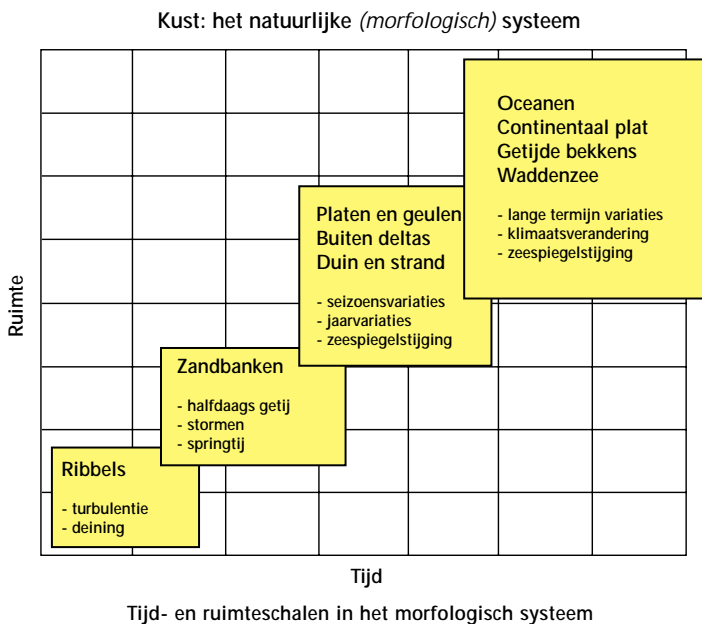 Kust: het natuurlijke (morfologisch) systeem
Oceanen
Continentaal plat
Getijde bekkens
Waddenzee
- lange termijn variaties
- klimaatsverandering
- zeespiegelstijging
Platen en geulen
Buiten deltas
Duin en strand
- seizoensvariaties
- jaarvariaties
- zeespiegelstijging
Zandbanken
- halfdaags getij
- stormen
- springtij
Ribbels
- turbulentie
- deining
Ruimte
Tijd
Tijd- en ruimteschalen in het morfologisch systeem